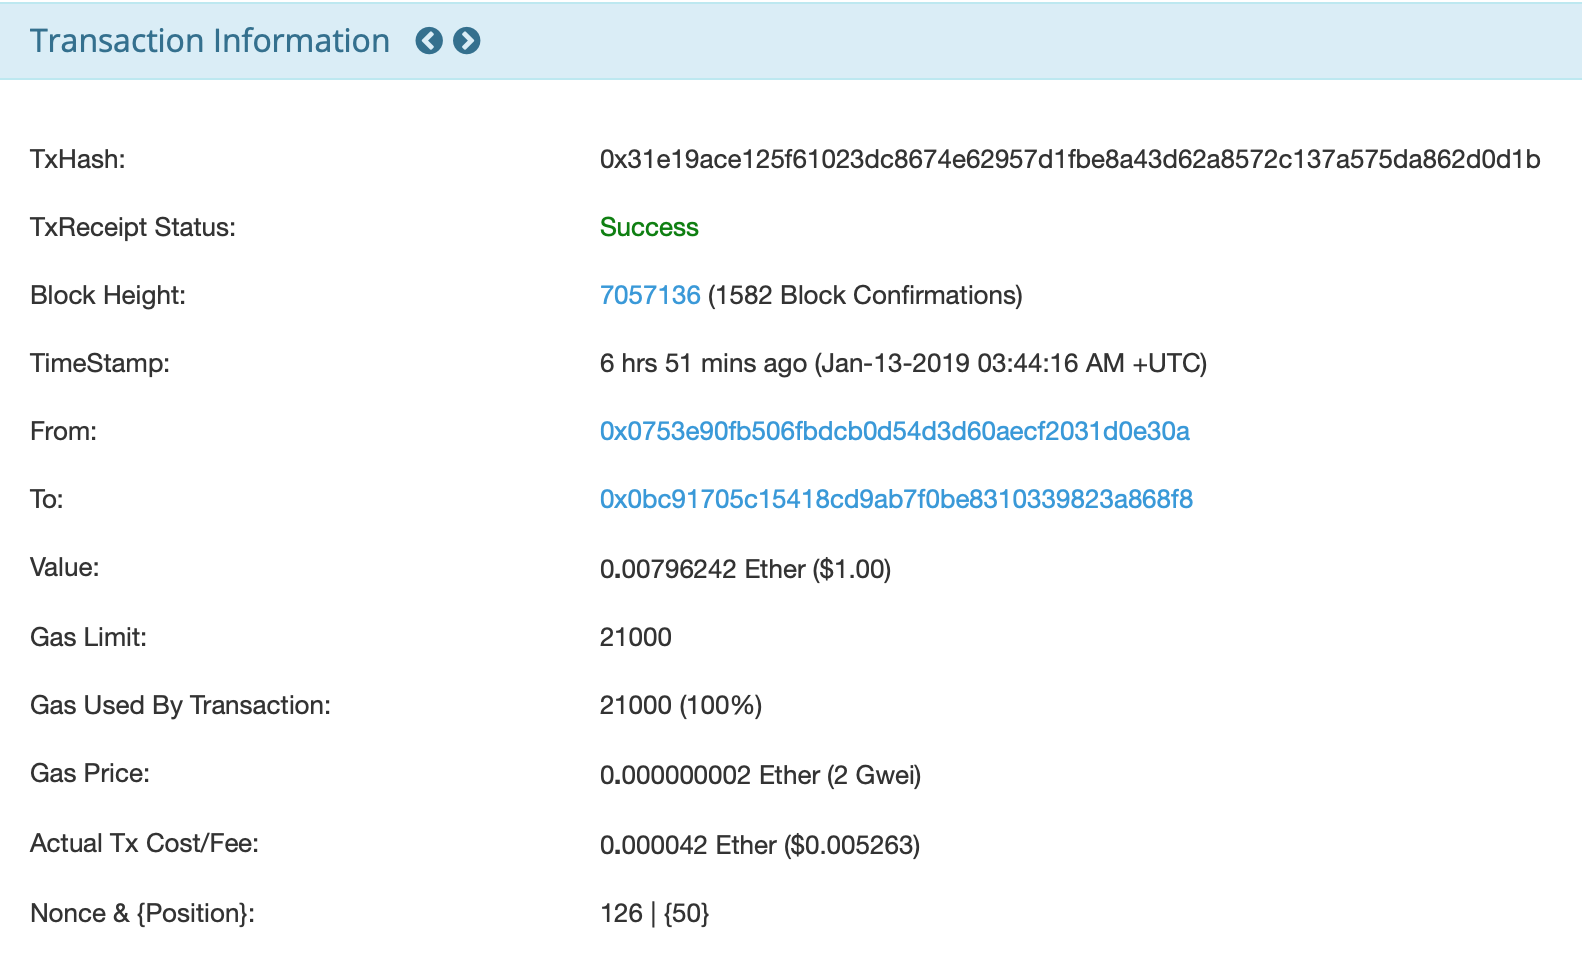 Transaction Information
TxHash: 0x31e19ace125f61023dc8674e62957d1fbe8a43d62a8572c137a575da862d0d1b
TxReceipt Status: Success
Block Height: 7057136 (1582 Block Confirmations)
TimeStamp: 6 hrs 51 mins ago (Jan-13-2019 03:44:16 AM +UTC)
From: 0x0753e90fb506fbdcb0d54d3d60aecf2031d0e30a
To: 0x0bc91705c15418cd9ab7f0be8310339823a868f8
Value: 0.00796242 Ether ($1.00)
Gas Limit: 21000
Gas Used By Transaction: 21000 (100%)
Gas Price: 0.000000002 Ether (2 Gwei)
Actual Tx Cost/Fee: 0.000042 Ether ($0.005263)
Nonce & {Position}: 126 | {50}